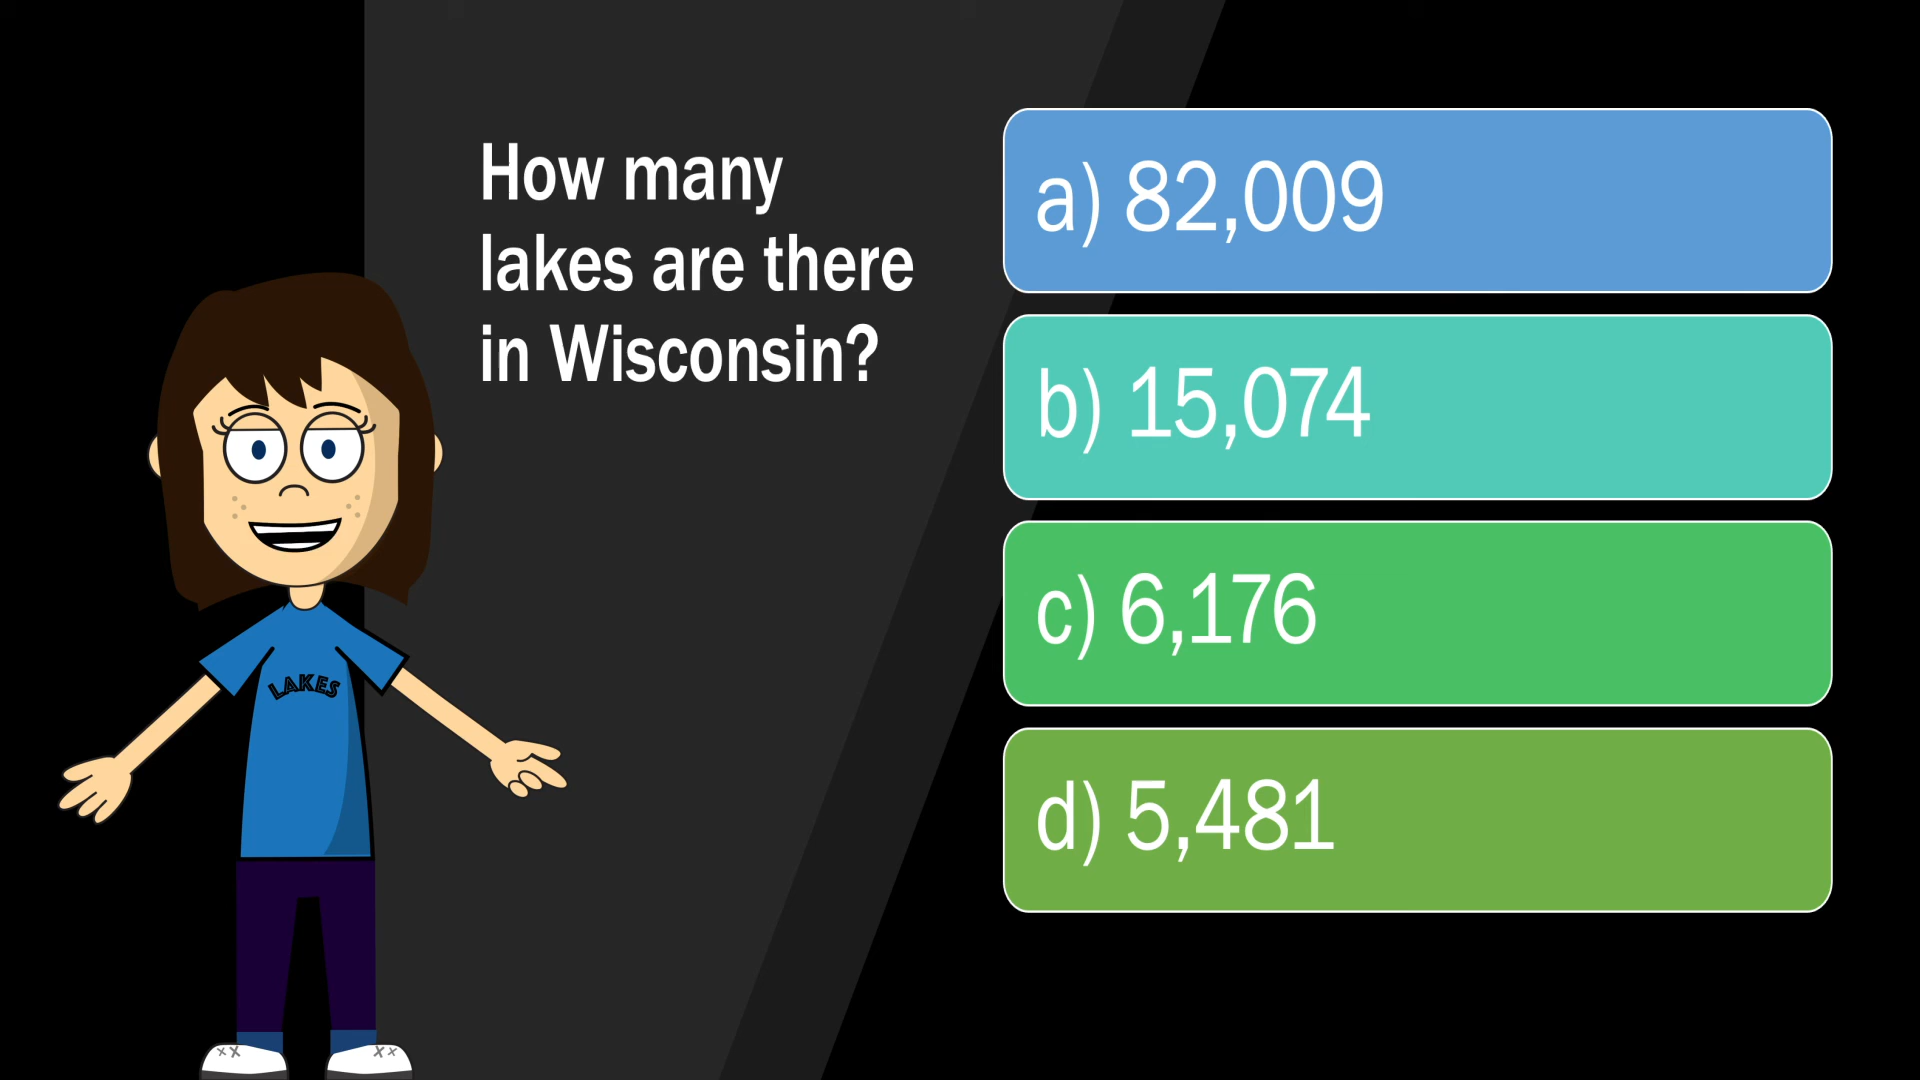 How many
lakes are there
in Wisconsin?
a) 82,009
b) 15,074
c) 6,176
d) 5,481
LAKES